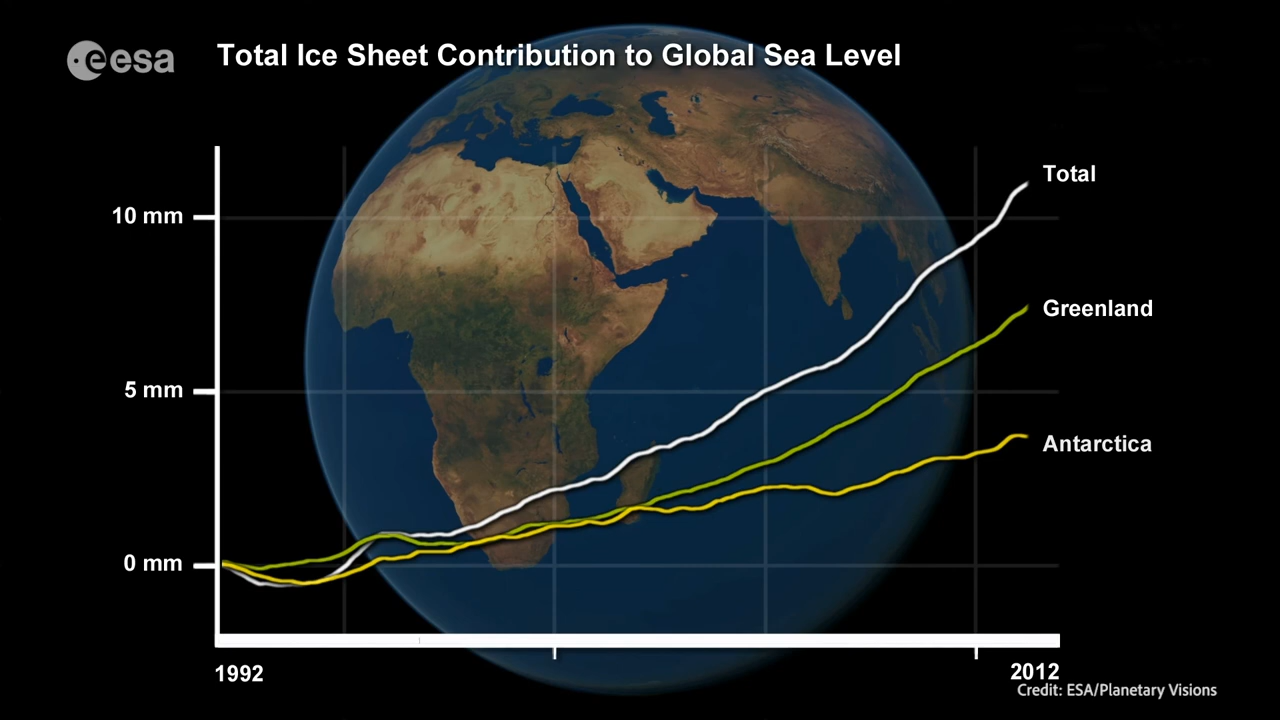 esa
Total Ice Sheet Contribution to Global Sea Level
Total
10 mm
Greenland
5 mm
Antarctica
0 mm
1992
2012
Credit: ESA/Planetary Visions